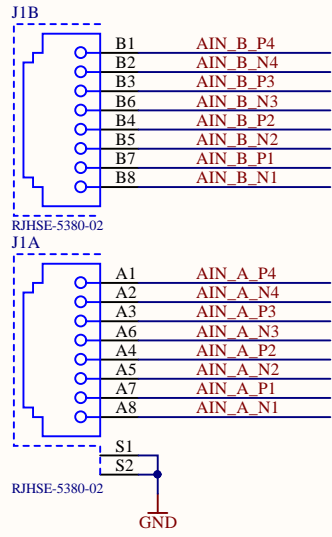 J1B
B1 AIN_B_P4
B2 AIN_B_N4
B3 AIN_B_P3
B6 AIN_B_N3
B4 AIN_B_P2
B5 AIN_B_N2
B7 AIN_B_P1
B8 AIN_B_N1
RJHSE-5380-02
J1A
A1 AIN_A_P4
A2 AIN_A_N4
A3 AIN_A_P3
A6 AIN_A_N3
A4 AIN_A_P2
A5 AIN_A_N2
A7 AIN_A_P1
A8 AIN_A_N1
S1
S2
RJHSE-5380-02
GND